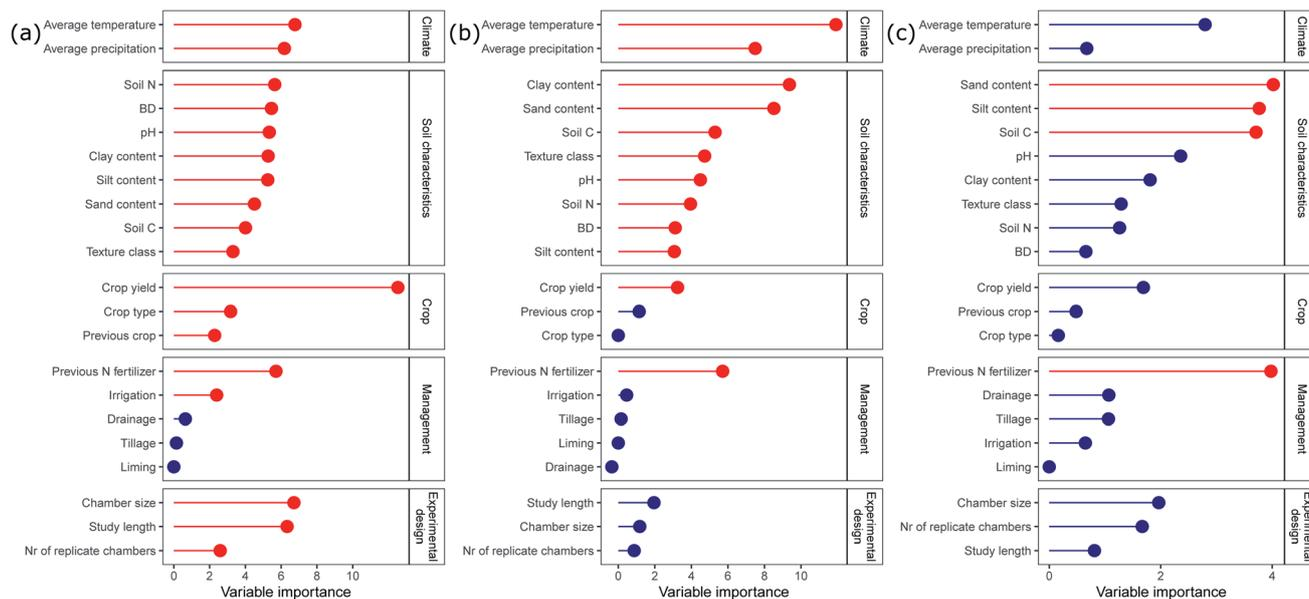 (a)
Average temperature
Average precipitation
Climate
Soil N
BD
pH
Clay content
Silt content
Sand content
Soil C
Texture class
Soil characteristics
Crop yield
Crop type
Previous crop
Crop
Previous N fertilizer
Irrigation
Drainage
Tillage
Liming
Management
Chamber size
Study length
Nr of replicate chambers
Experimental
design
0 2 4 6 8 10
Variable importance
(b)
Average temperature
Average precipitation
Climate
Clay content
Sand content
Soil C
Texture class
pH
Soil N
BD
Silt content
Soil characteristics
Crop yield
Previous crop
Crop type
Crop
Previous N fertilizer
Irrigation
Tillage
Liming
Drainage
Management
Study length
Chamber size
Nr of replicate chambers
Experimental
design
0 2 4 6 8 10
Variable importance
(c)
Average temperature
Average precipitation
Climate
Sand content
Silt content
Soil C
pH
Clay content
Texture class
Soil N
BD
Soil characteristics
Crop yield
Previous crop
Crop type
Crop
Previous N fertilizer
Drainage
Tillage
Irrigation
Liming
Management
Chamber size
Nr of replicate chambers
Study length
Experimental
design
0 2 4
Variable importance